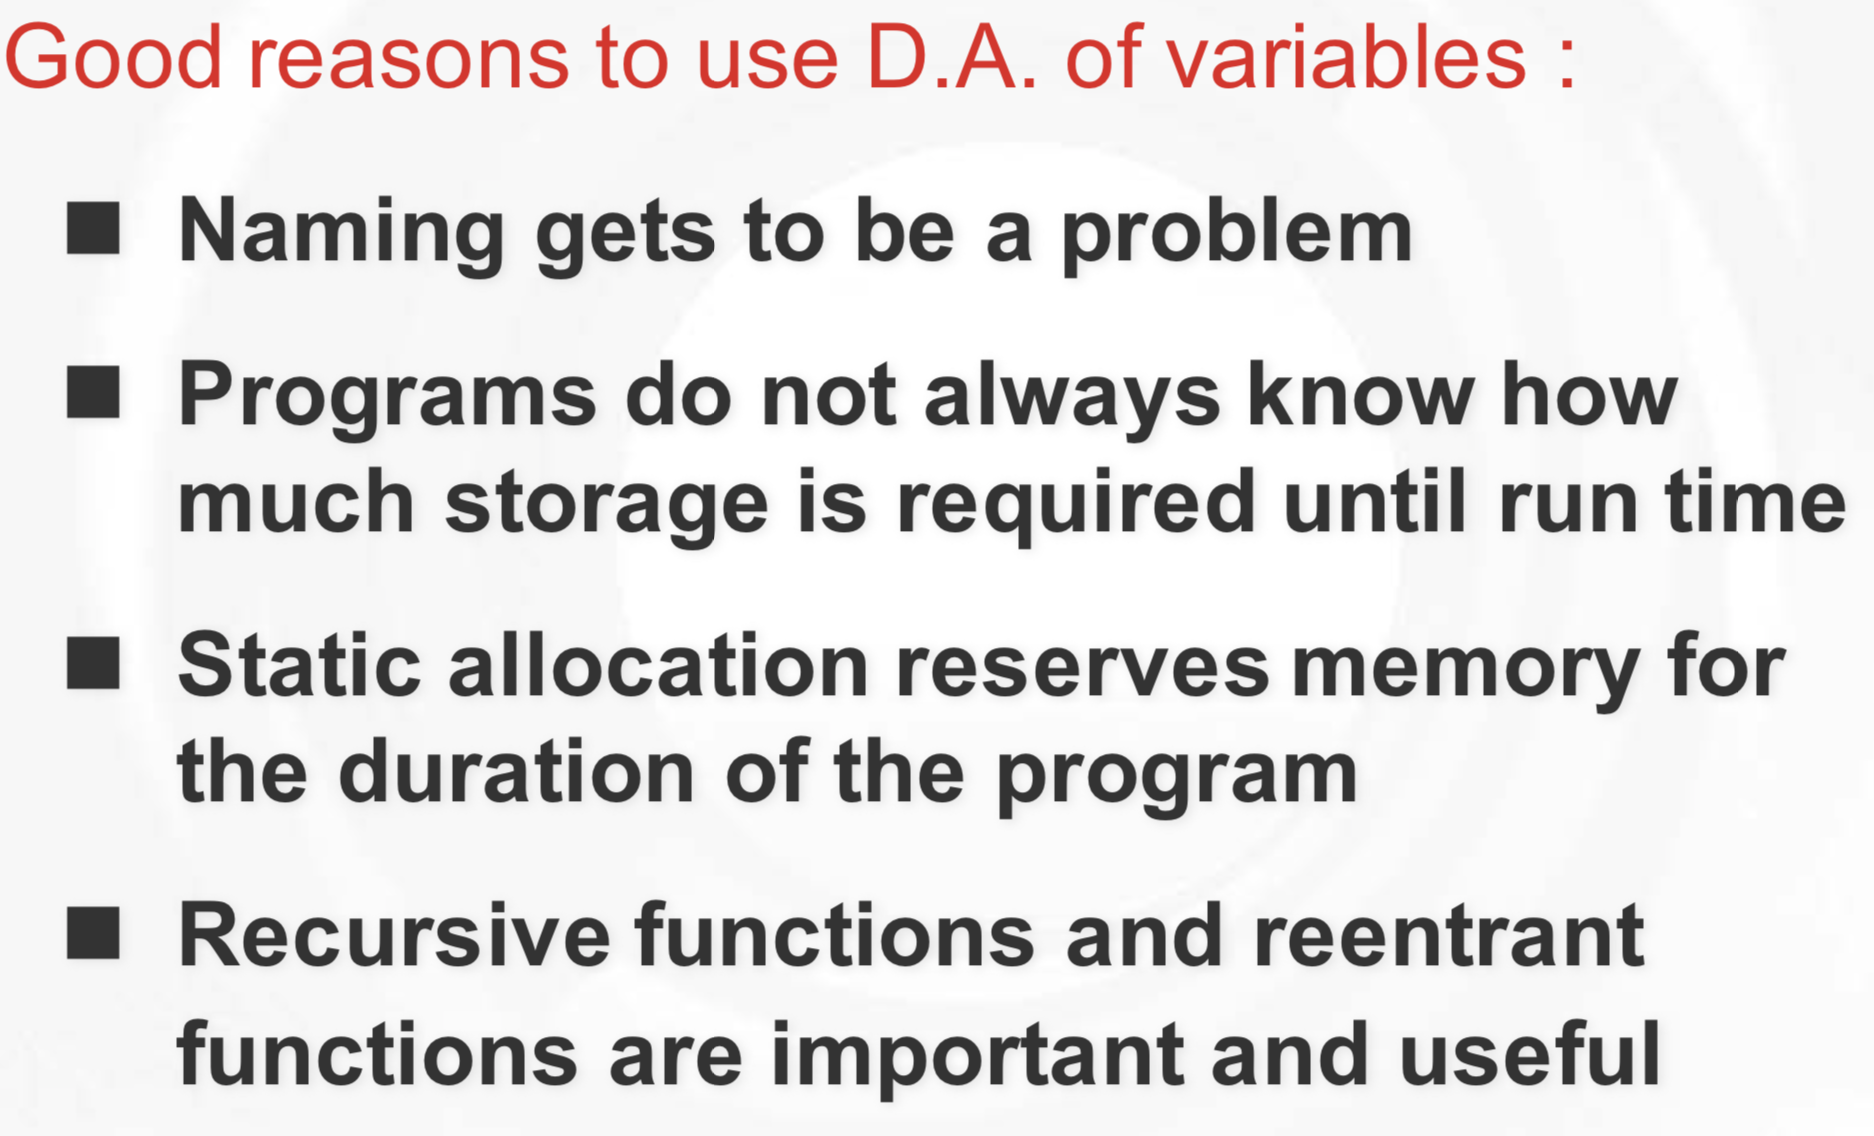 Good reasons to use D.A. of variables :
■ Naming gets to be a problem
■ Programs do not always know how
much storage is required until run time
■ Static allocation reserves memory for
the duration of the program
■ Recursive functions and reentrant
functions are important and useful